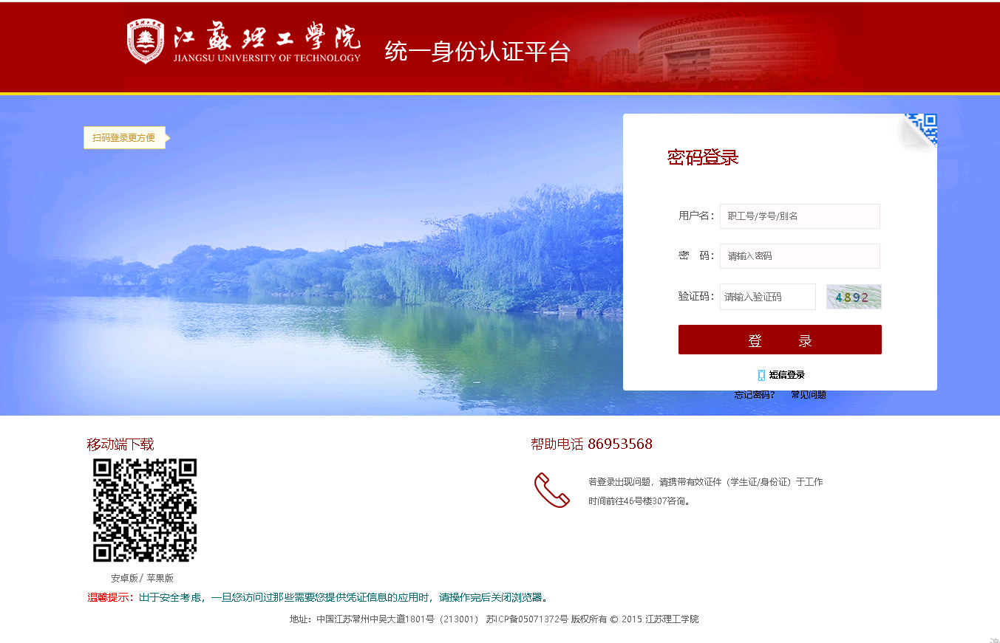 江蘇理工學院
JIANGSU UNIVERSITY OF TECHNOLOGY
统一身份认证平台
扫码登录更方便
密码登录
用户名： 职工号/学号/别名
密 码： 请输入密码
验证码： 请输入验证码 4892
登 录
短信登录
忘记密码? 常见问题
移动端下载
安卓版/ 苹果版
帮助电话 86953568
若登录出现问题，请携带有效证件（学生证/身份证）于工作
时间前往46号楼307咨询。
温馨提示：出于安全考虑，一旦您访问过那些需要您提供凭证信息的应用时，请操作完后关闭浏览器。
地址：中国江苏常州中吴大道1801号（213001） 苏ICP备05071372号 版权所有 © 2015 江苏理工学院